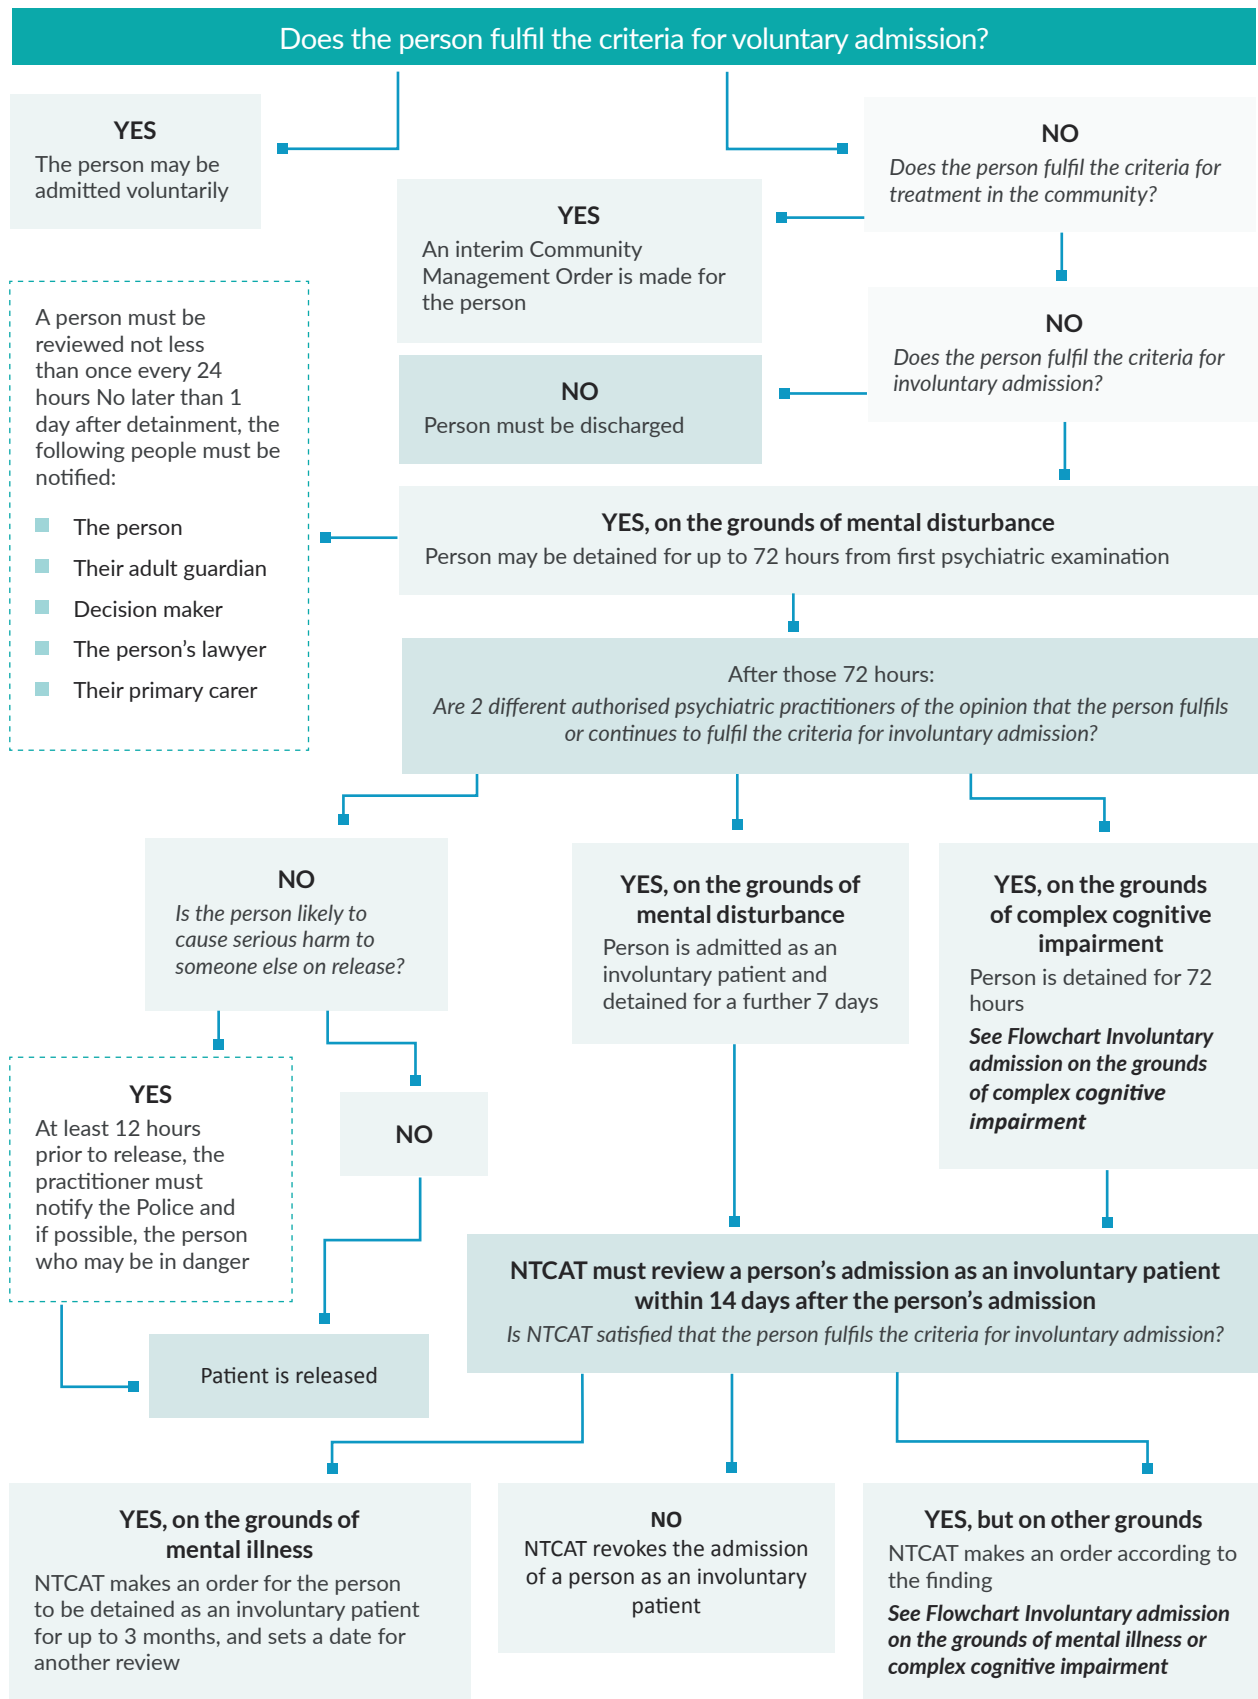 Does the person fulfil the criteria for voluntary admission?
YES
The person may be
admitted voluntarily
NO
Does the person fulfil the criteria for
treatment in the community?
YES
An interim Community
Management Order is made for
the person
NO
Does the person fulfil the criteria for
involuntary admission?
NO
Person must be discharged
YES, on the grounds of mental disturbance
Person may be detained for up to 72 hours from first psychiatric examination
A person must be
reviewed not less
than once every 24
hours No later than 1
day after detainment, the
following people must be
notified:
The person
Their adult guardian
Decision maker
The person's lawyer
Their primary carer
After those 72 hours:
Are 2 different authorised psychiatric practitioners of the opinion that the person fulfils
or continues to fulfil the criteria for involuntary admission?
NO
Is the person likely to
cause serious harm to
someone else on release?
YES, on the grounds of
mental disturbance
Person is admitted as an
involuntary patient and
detained for a further 7 days
YES, on the grounds
of complex cognitive
impairment
Person is detained for 72
hours
See Flowchart Involuntary
admission on the grounds
of complex cognitive
impairment
YES
At least 12 hours
prior to release, the
practitioner must
notify the Police and
if possible, the person
who may be in danger
NO
Patient is released
NTCAT must review a person's admission as an involuntary patient
within 14 days after the person's admission
Is NTCAT satisfied that the person fulfils the criteria for involuntary admission?
YES, on the grounds of
mental illness
NTCAT makes an order for the person
to be detained as an involuntary patient
for up to 3 months, and sets a date for
another review
NO
NTCAT revokes the admission
of a person as an involuntary
patient
YES, but on other grounds
NTCAT makes an order according to
the finding
See Flowchart Involuntary admission
on the grounds of mental illness or
complex cognitive impairment